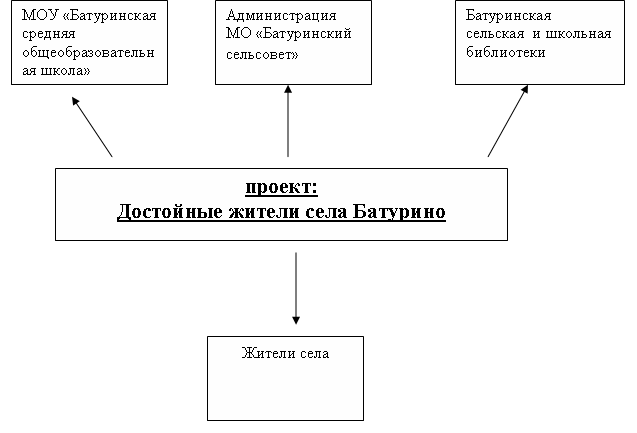 МОУ «Батуринская
средняя
общеобразовательн
ая школа»
Администрация
МО «Батуринский
сельсовет»
Батуринская
сельская и школьная
библиотеки
проект:
Достойные жители села Батурино
Жители села